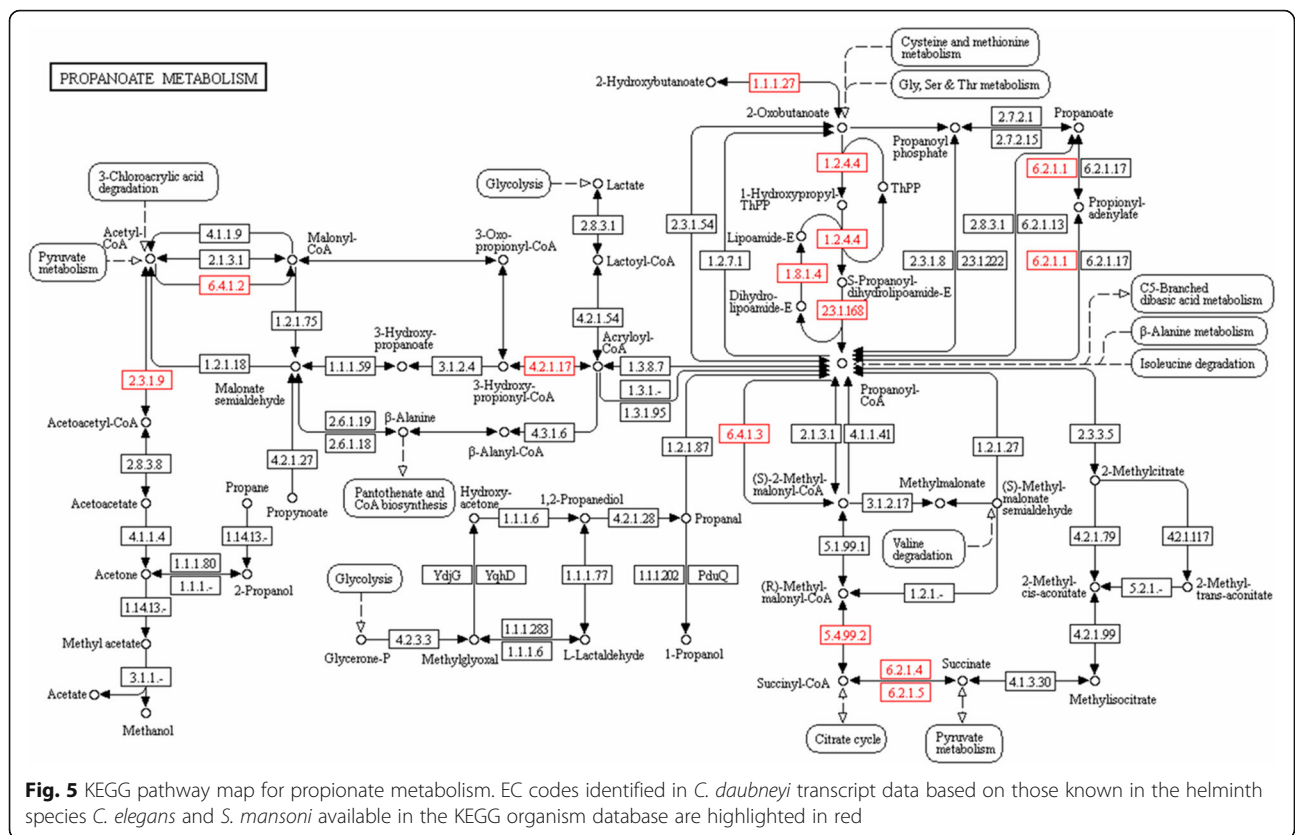 PROPANOATE METABOLISM
Cysteine and methionine
metabolism
Gly, Ser & Thr metabolism
2-Hydroxybutanoate
1.1.1.27
2-Oxobutanoate
2.7.2.1
2.7.2.15
Propanoate
Propanoyl
phosphate
1.2.4.4
ThPP
6.2.1.1
6.2.1.17
3-Chloroacrylic acid
degradation
Glycolysis
Lactate
1-Hydroxypropyl-
ThPP
Propionyl-
adenylate
Acetyl-
CoA
4.1.1.9
Malonyl-
CoA
2.8.3.1
3-Oxo-
propionyl-CoA
2.3.1.54
Lipoamide-E
1.2.4.4
2.8.3.1
6.2.1.13
Pyruvate
metabolism
2.1.3.1
Lactoyl-CoA
1.2.7.1
1.8.1.4
2.3.1.8
2.3.1.222
6.2.1.1
6.2.1.17
6.4.1.2
S-Propanoyl-
dihydrolipoamide-E
C5-Branched
dibasic acid metabolism
Dihydro-
lipoamide-E
2.3.1.168
1.2.1.75
4.2.1.54
β-Alanine metabolism
3-Hydroxy-
propanoate
Acryloyl-
CoA
Isoleucine degradation
1.2.1.18
1.1.1.59
3.1.2.4
4.2.1.17
1.3.8.7
2.3.1.9
Malonate
semialdehyde
3-Hydroxy-
propionyl-CoA
1.3.1.-
1.3.1.95
Propanoyl-
CoA
Acetoacetyl-CoA
2.6.1.19
2.6.1.18
β-Alanine
4.3.1.6
β-Alanyl-CoA
1.2.1.87
6.4.1.3
2.1.3.1
4.1.1.41
1.2.1.27
2.3.3.5
2.8.3.8
4.2.1.27
Acetoacetate
Propane
Propynoate
Pantothenate and
CoA biosynthesis
Hydroxy-
acetone
1,2-Propanediol
(S)-2-Methyl-
malonyl-CoA
Methylmalonate
(S)-Methyl-
malonate
semialdehyde
2-Methylcitrate
1.1.1.6
4.2.1.28
Propanal
3.1.2.17
4.1.1.4
1.14.13.-
5.1.99.1
Valine
degradation
4.2.1.79
4.2.1.117
Acetone
1.1.1.80
1.1.1.-
2-Propanol
Glycolysis
YdjG
YqhD
1.1.1.77
1.1.1.202
PduQ
(R)-Methyl-
malonyl-CoA
1.2.1.-
2-Methyl-
cis-aconitate
5.2.1.-
2-Methyl-
trans-aconitate
1.14.13.-
4.2.3.3
1.1.1.283
1.1.1.6
5.4.99.2
4.2.1.99
Methyl acetate
Glycerone-P
Methylglyoxal
L-Lactaldehyde
1-Propanol
3.1.1.-
Succinyl-CoA
6.2.1.4
6.2.1.5
Succinate
4.1.3.30
Methylisocitrate
Acetate
Methanol
Citrate cycle
Pyruvate
metabolism
Fig. 5 KEGG pathway map for propionate metabolism. EC codes identified in C. daubneyi transcript data based on those known in the helminth
species C. elegans and S. mansoni available in the KEGG organism database are highlighted in red